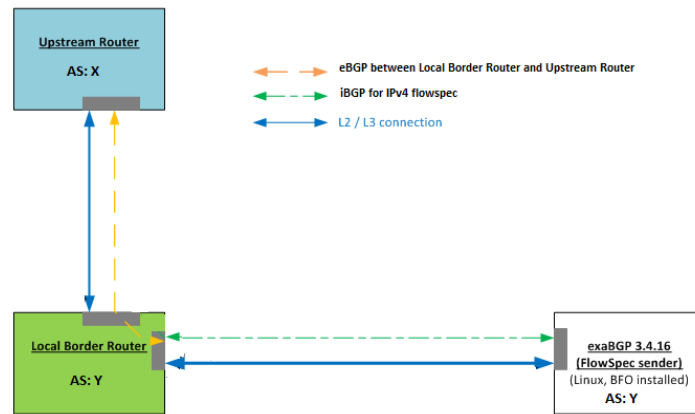 Upstream Router
AS: X
eBGP between Local Border Router and Upstream Router
iBGP for IPv4 flowspec
L2 / L3 connection
Local Border Router
AS: Y
exaBGP 3.4.16
(FlowSpec sender)
(Linux, BFO installed)
AS: Y